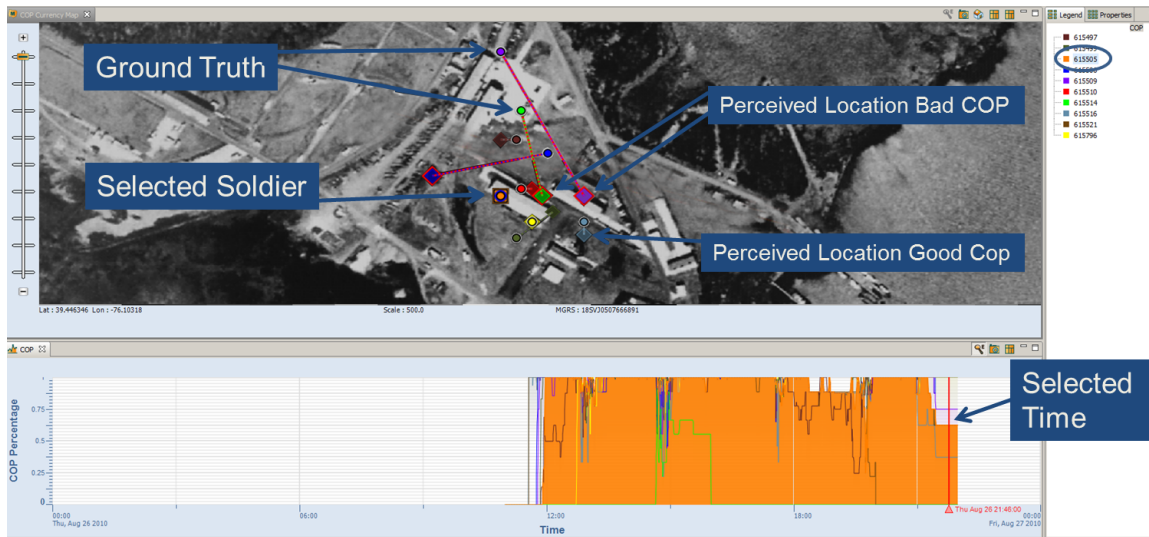 COP Currency Map
Legend
Properties
COP
615497
615499
615505
615509
615510
615514
615516
615521
615796
Ground Truth
Perceived Location Bad COP
Selected Soldier
Perceived Location Good Cop
Lat : 39.446346 Lon : -76.10318
Scale : 500.0
MGRS : 18SVJ0507666891
COP
Selected
Time
COP Percentage
0.75
0.5
0.25
0
00:00
06:00
12:00
18:00
00:00
Thu, Aug 26 2010
Thu Aug 26 21:46:00
Fri, Aug 27 2010
Time